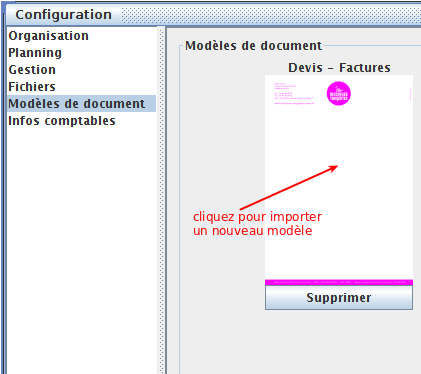 Configuration
Organisation
Planning
Gestion
Fichiers
Modèles de document
Infos comptables
Modèles de document
Devis - Factures
cliquez pour importer
un nouveau modèle
Supprimer